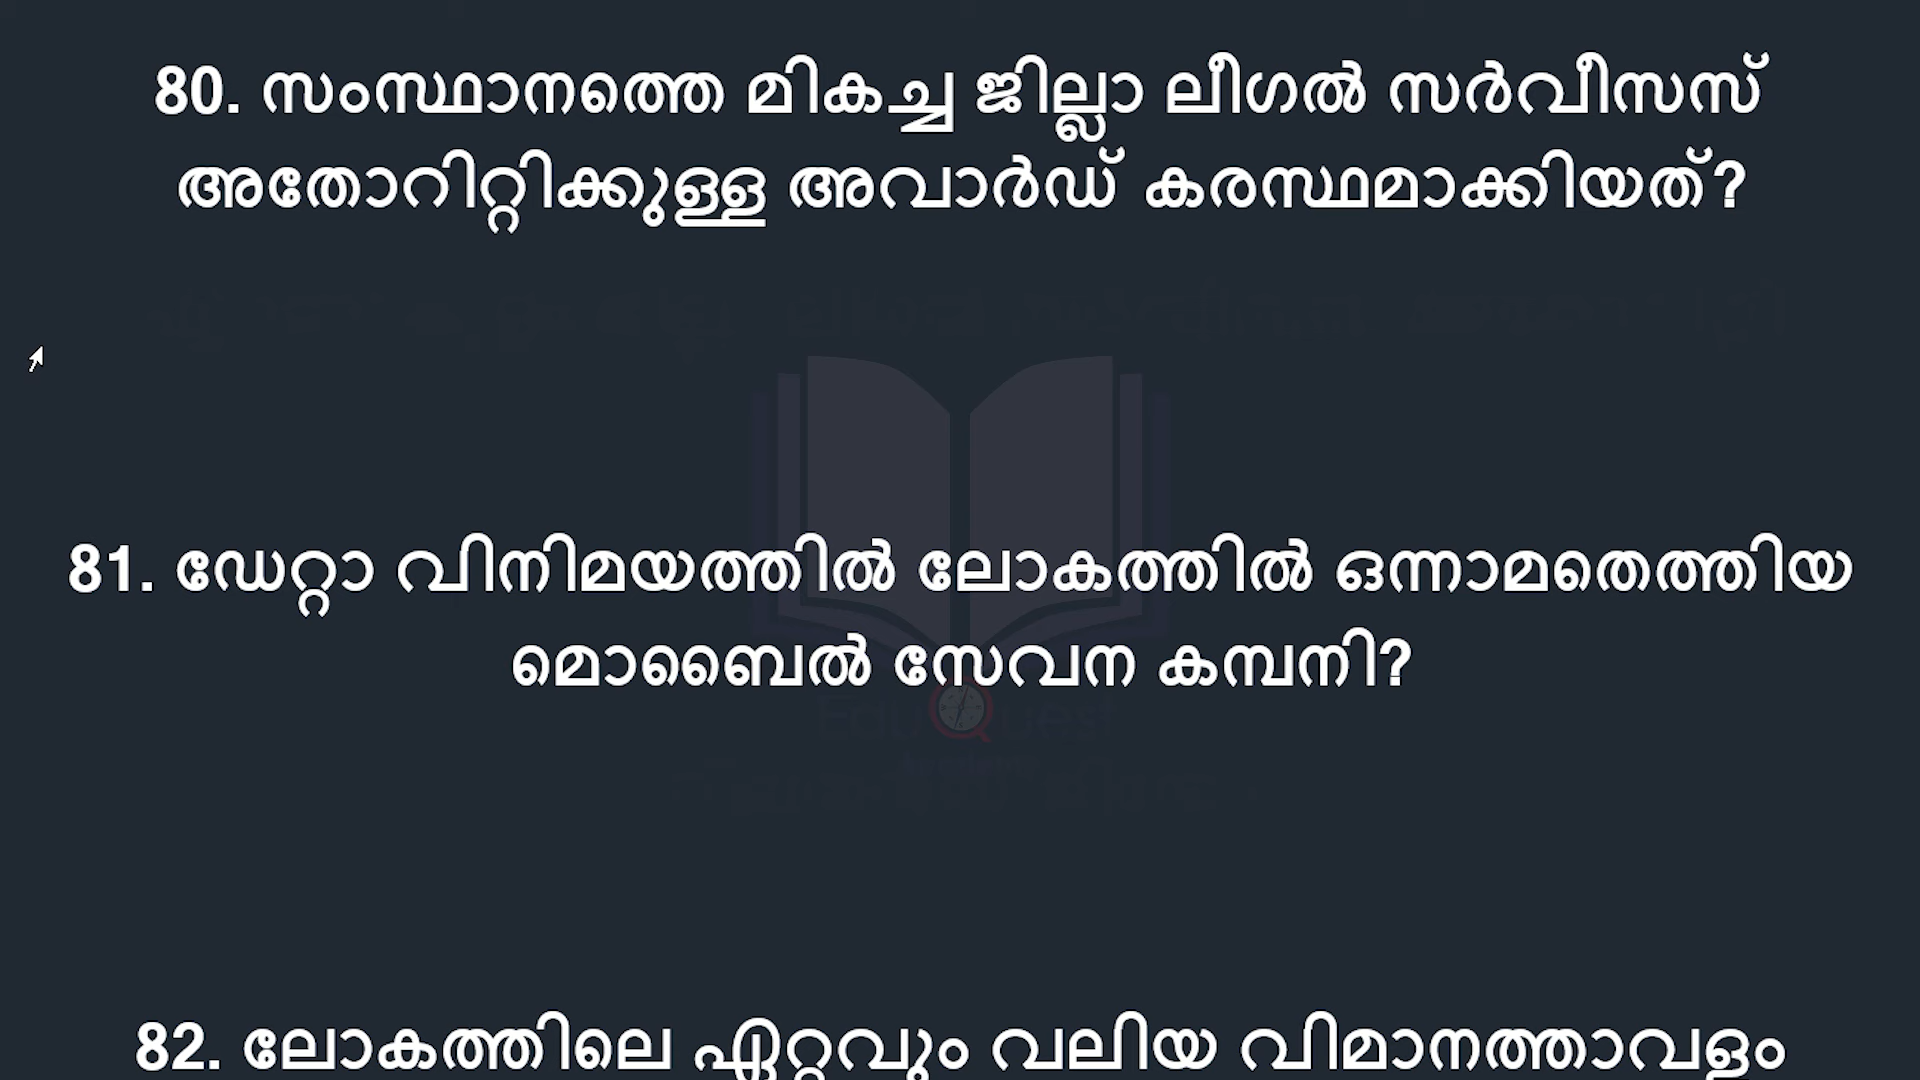 80. സംസ്ഥാനത്തെ മികച്ച ജില്ലാ ലീഗൽ സർവീസസ്
അതോറിറ്റിക്കുള്ള അവാർഡ് കരസ്ഥമാക്കിയത്?
81. ഡേറ്റാ വിനിമയത്തിൽ ലോകത്തിൽ ഒന്നാമതെത്തിയ
മൊബൈൽ സേവന കമ്പനി?
EduQuest
82. ലോകത്തിലെ ഏറ്റവും വലിയ വിമാനത്താവളം